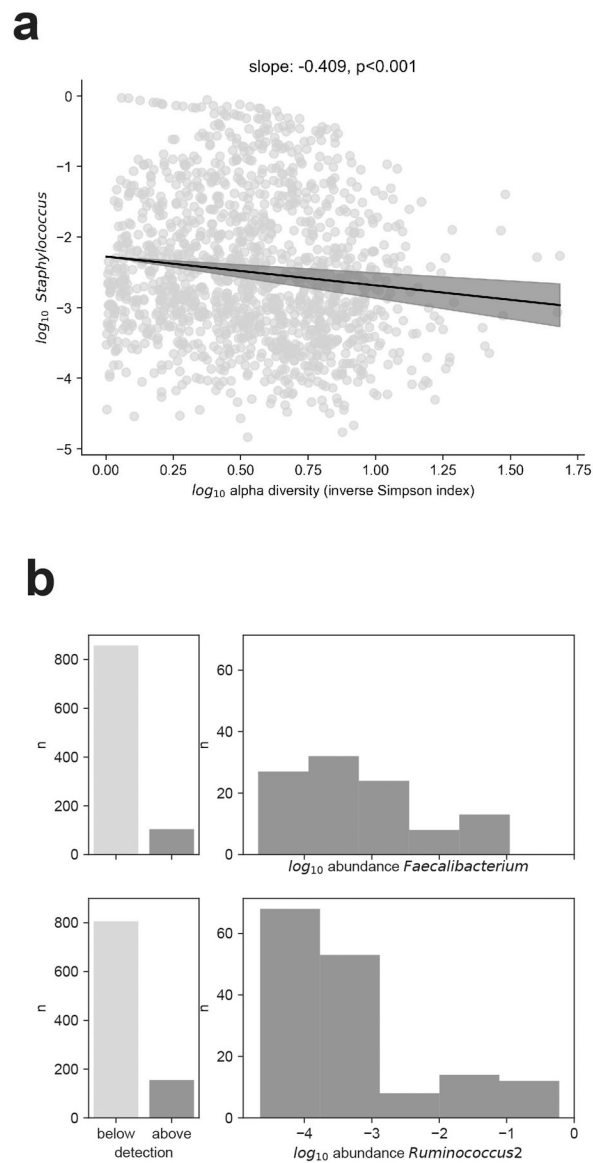 a
slope: -0.409, p<0.001
0
−1
−2
−3
−4
−5
log10 Staphylococcus
0.00 0.25 0.50 0.75 1.00 1.25 1.50 1.75
log10 alpha diversity (inverse Simpson index)
b
800
600
400
200
0
n
60
40
20
0
n
log10 abundance Faecalibacterium
800
600
400
200
0
n
below above
detection
60
40
20
0
n
−4 −3 −2 −1 0
log10 abundance Ruminococcus2